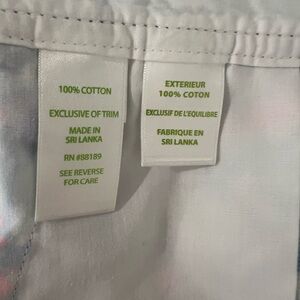 100% COTTON
EXCLUSIVE OF TRIM
MADE IN
SRI LANKA
RN #88189
SEE REVERSE
FOR CARE
EXTERIEUR
100% COTON
EXCLUSIF DE L'EQUILIBRE
FABRIQUE EN
SRI LANKA